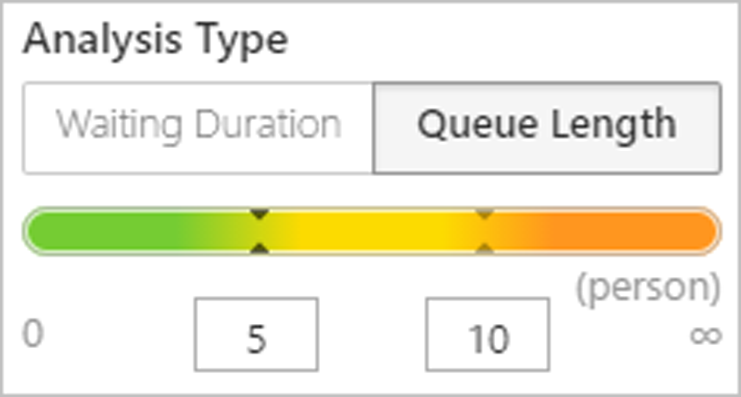 Analysis Type
Waiting Duration Queue Length
(person)
0 5 10 ∞